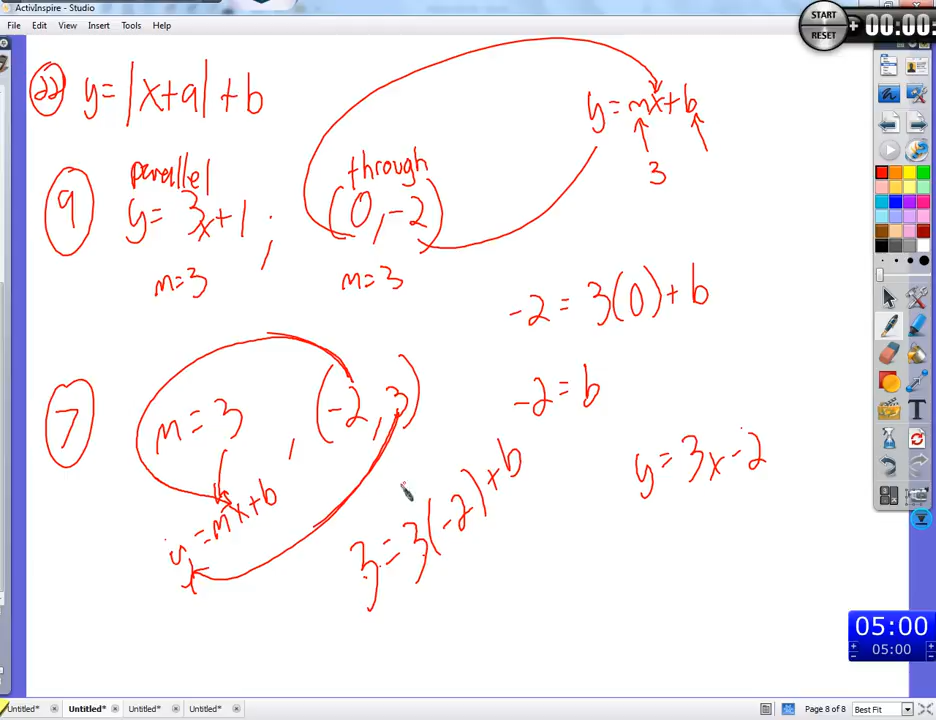 ActivInspire - Studio
File Edit View Insert Tools Help
START
RESET
00:00:
22 y=|x+a|+b
y=mx+b
3
9 parallel through
y=3x+1 ; (0,-2)
m=3 m=3
-2=3(0)+b
-2=b
y=3x-2
7 m=3 , (-2,3)
y=mx+b
3=3(-2)+b
05:00
05:00
Untitled* Untitled* Untitled* Untitled* Page 8 of 8 Best Fit